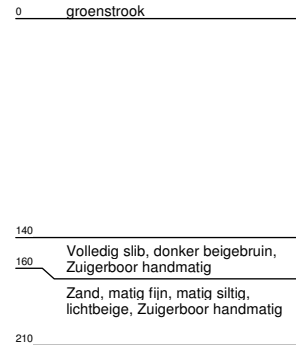 0 groenstrook
140
Volledig slib, donker beigebruin,
160 Zuigerboor handmatig
Zand, matig fijn, matig siltig,
lichtbeige, Zuigerboor handmatig
210